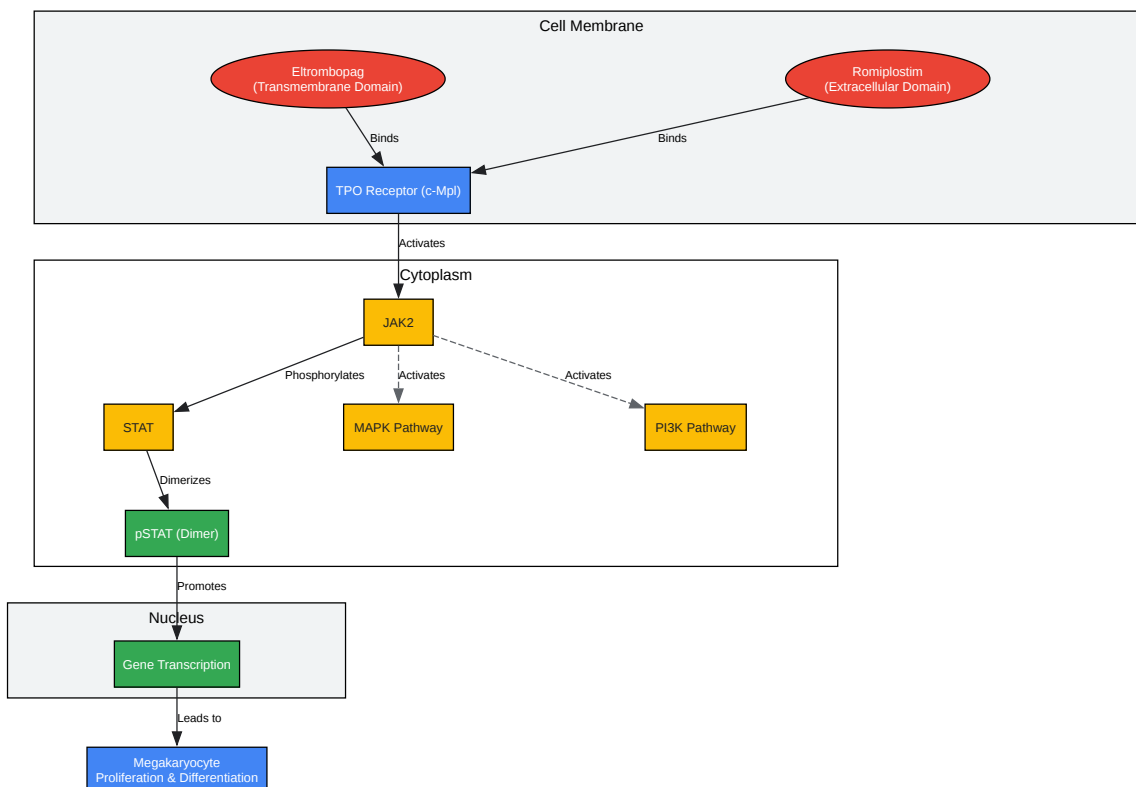 Cell Membrane
Eltrombopag
(Transmembrane Domain)
Romiplostim
(Extracellular Domain)
Binds
Binds
TPO Receptor (c-Mpl)
Activates
Cytoplasm
JAK2
Phosphorylates
Activates
Activates
STAT
MAPK Pathway
PI3K Pathway
Dimerizes
pSTAT (Dimer)
Promotes
Nucleus
Gene Transcription
Leads to
Megakaryocyte
Proliferation & Differentiation